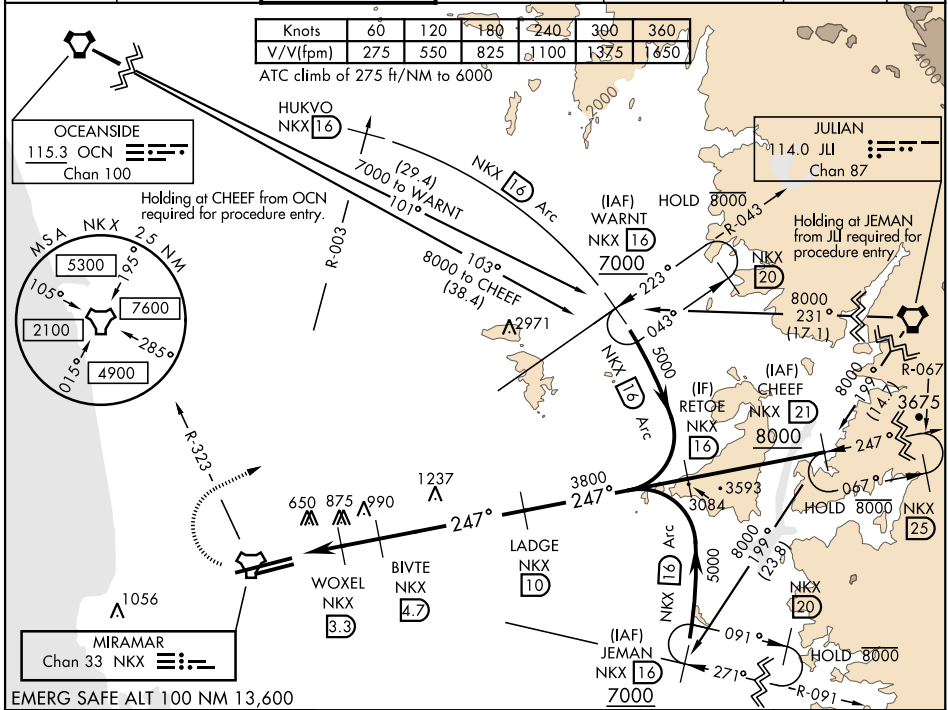 Knots 60 120 180 240 300 360
V/V(fpm) 275 550 825 1100 1375 1650
ATC climb of 275 ft/NM to 6000
OCEANSIDE
115.3 OCN
Chan 100
HUKVO
NKX 16
NKX 16 Arc
2000
4000
JULIAN
114.0 JLI
Chan 87
Holding at CHEEF from OCN
required for procedure entry.
(29.4)
7000 to WARNT
101°
103°
8000 to CHEEF
(38.4)
R-003
(IAF)
WARNT
NKX 16
7000
HOLD 8000
R-043
223°
043°
NKX
20
Holding at JEMAN
from JLI required for
procedure entry.
8000
231°
(17.1)
MSA NKX 25 NM
5300
195°
105°
7600
2100
285°
015°
4900
2971
NKX 16 Arc
5000
(IF)
RETOE
NKX
16
(IAF)
CHEEF
NKX 21
8000
8000
199°
(14.7)
R-067
3675
247°
067°
HOLD 8000
NKX
25
3593
3084
R-323
650
875
990
1237
3800
247°
247°
WOXEL
NKX
3.3
BIVTE
NKX
4.7
LADGE
NKX
10
8000
199°
(23.8)
NKX 16 Arc
5000
(IAF)
JEMAN
NKX 16
7000
091°
271°
NKX
20
HOLD 8000
R-091
1056
MIRAMAR
Chan 33 NKX
EMERG SAFE ALT 100 NM 13,600